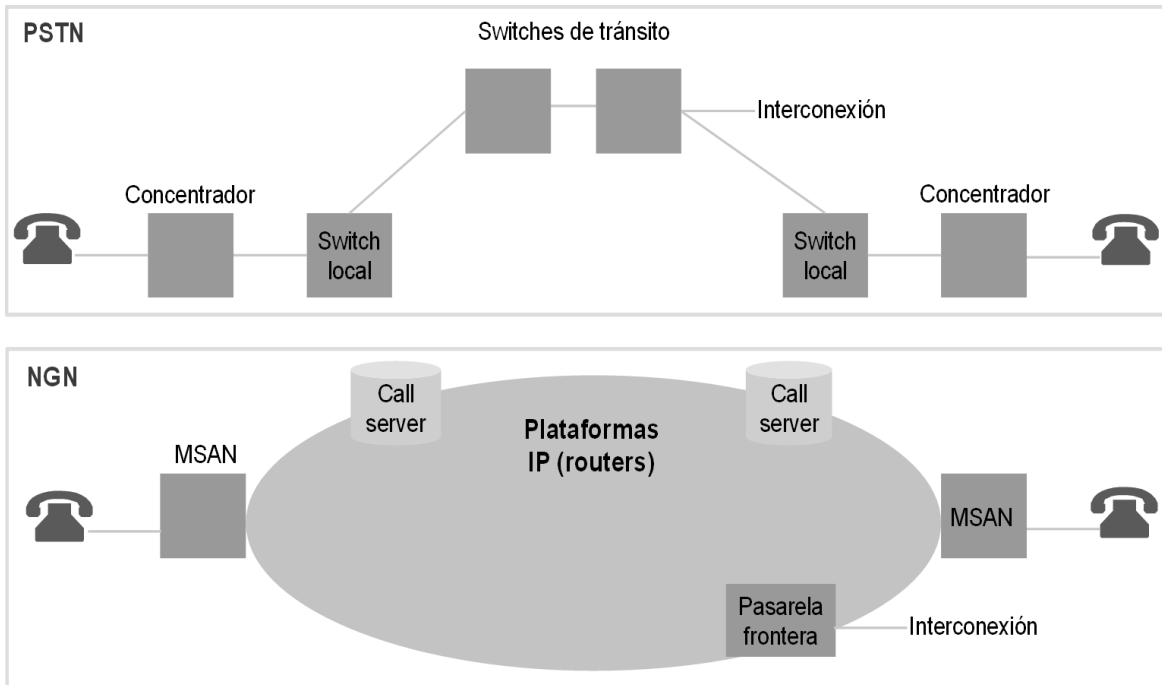 PSTN
Switches de tránsito
Interconexión
Concentrador
Concentrador
Switch
local
Switch
local
NGN
Call
server
Call
server
Plataformas
IP (routers)
MSAN
MSAN
Pasarela
frontera
Interconexión